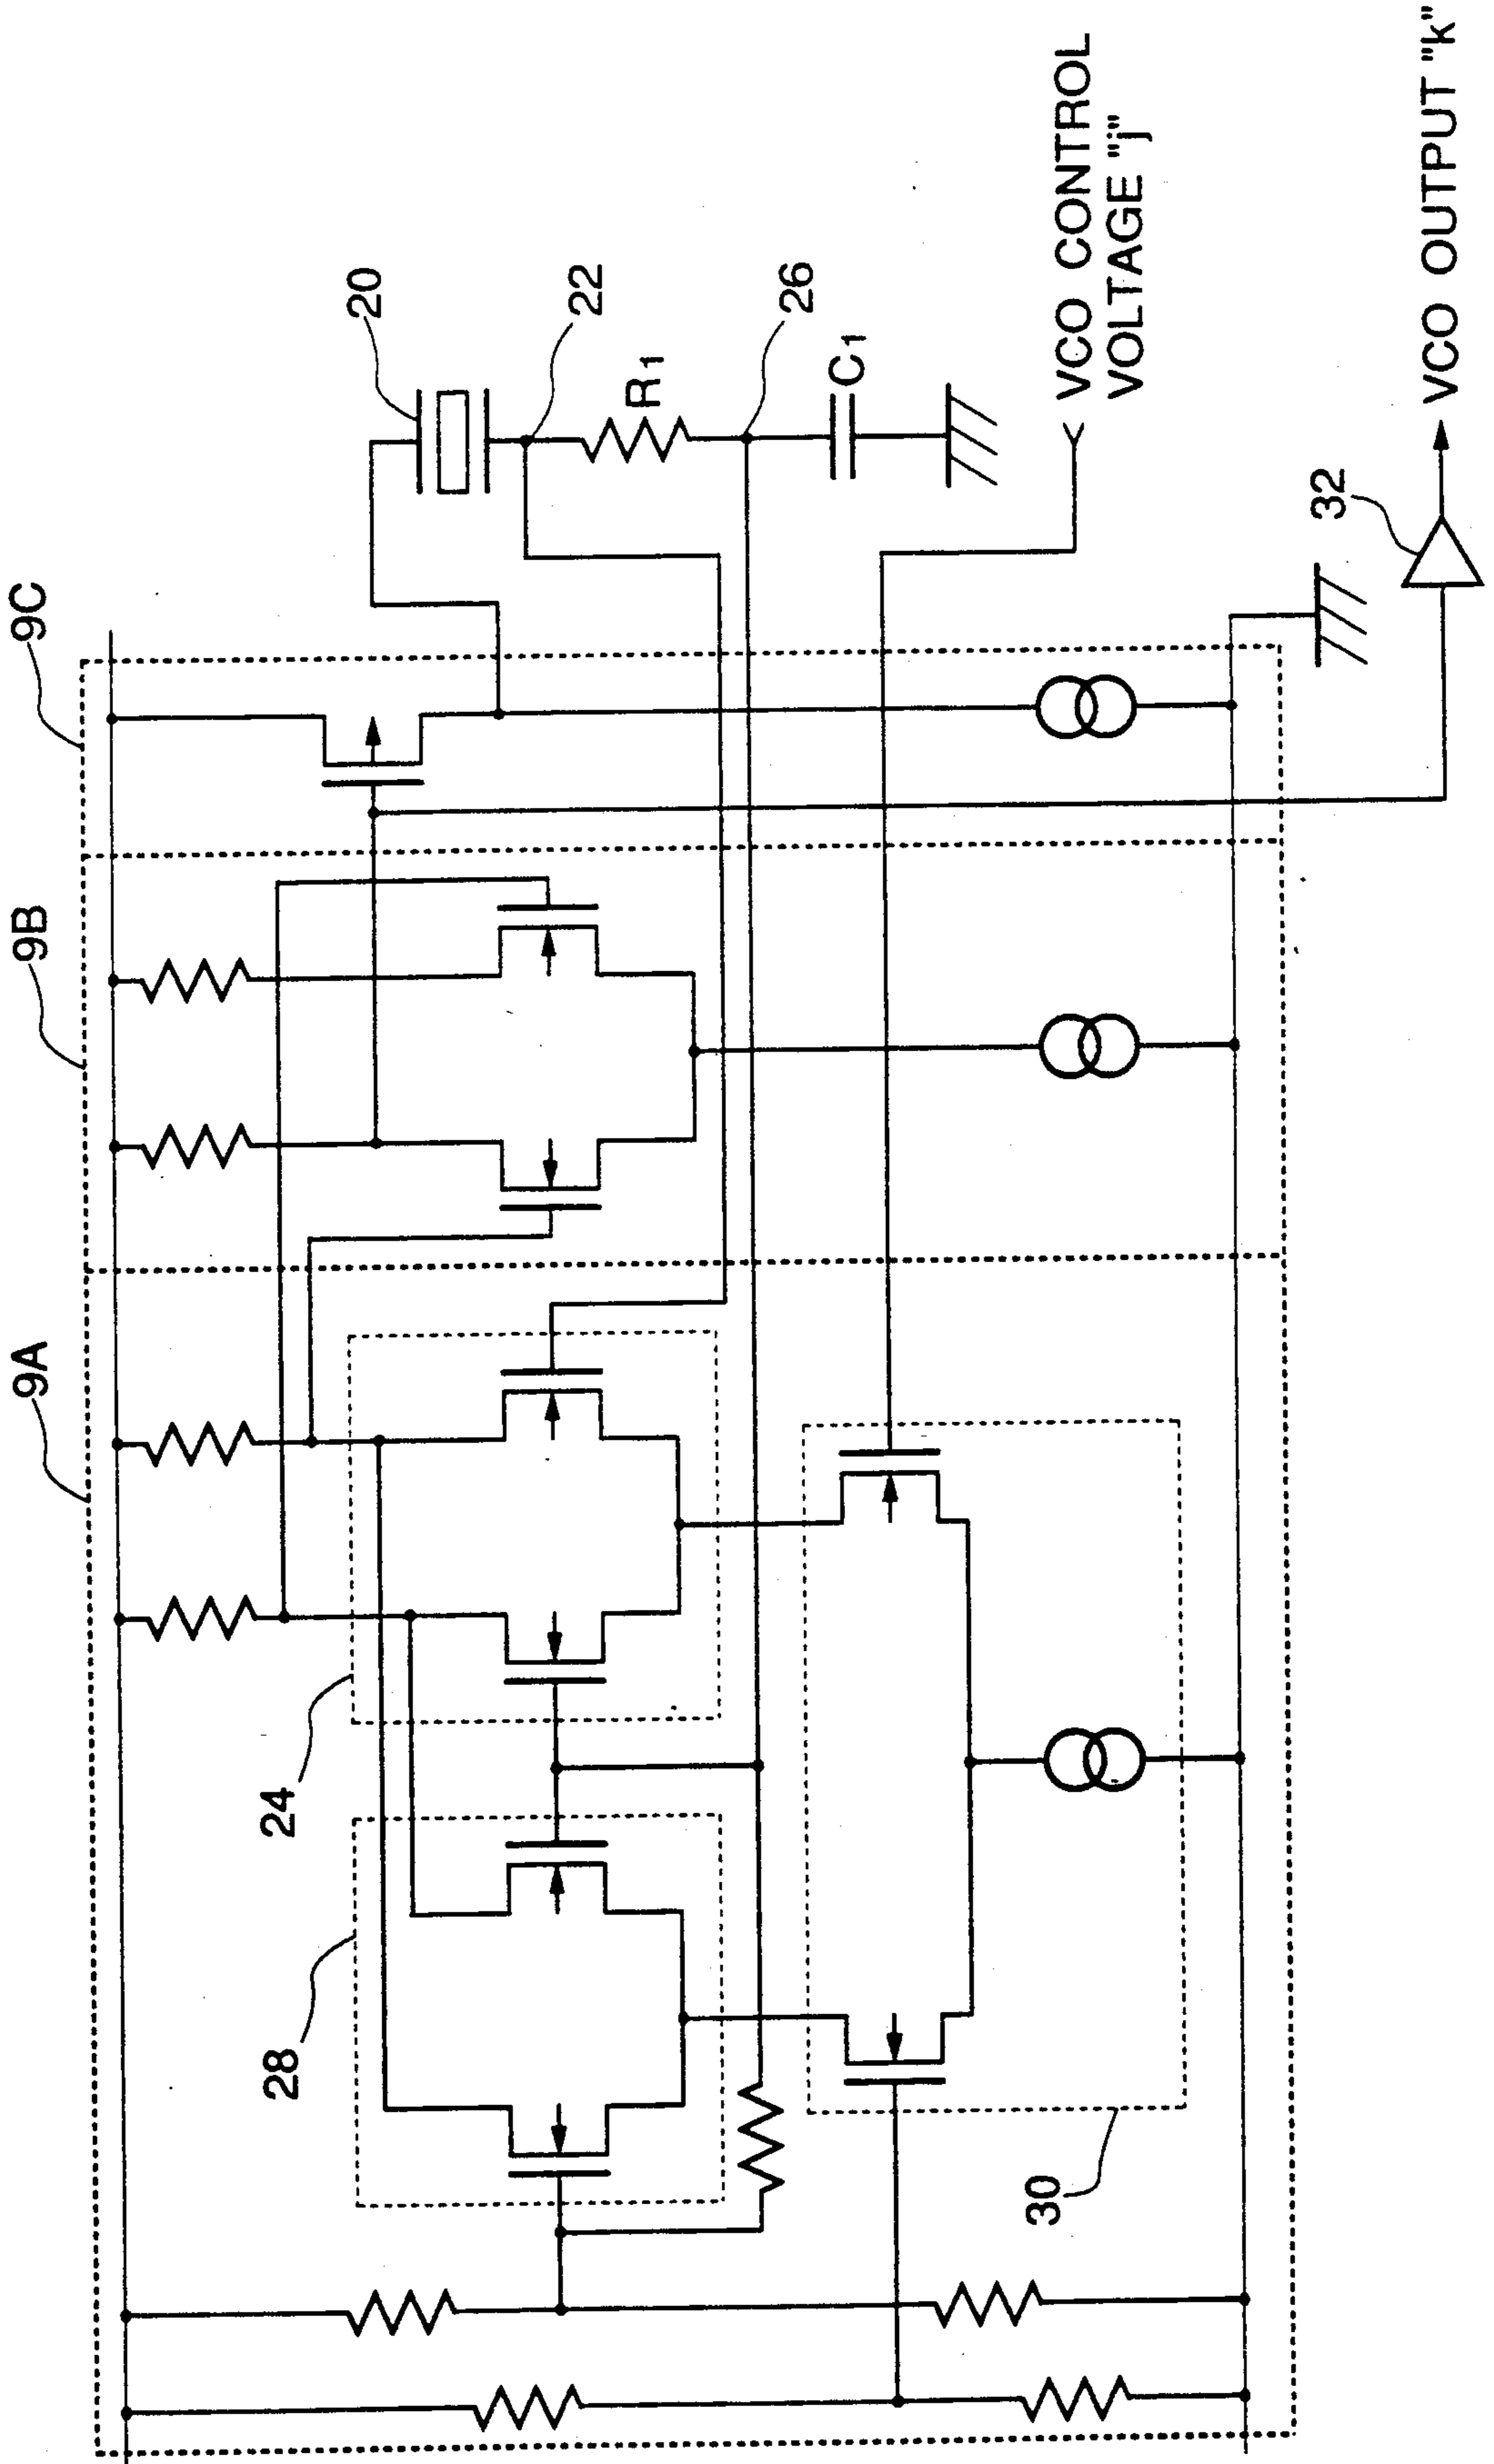 9A
9B
9C
20
22
R1
26
C1
VCO CONTROL
VOLTAGE "j"
24
28
30
32
VCO OUTPUT "k"